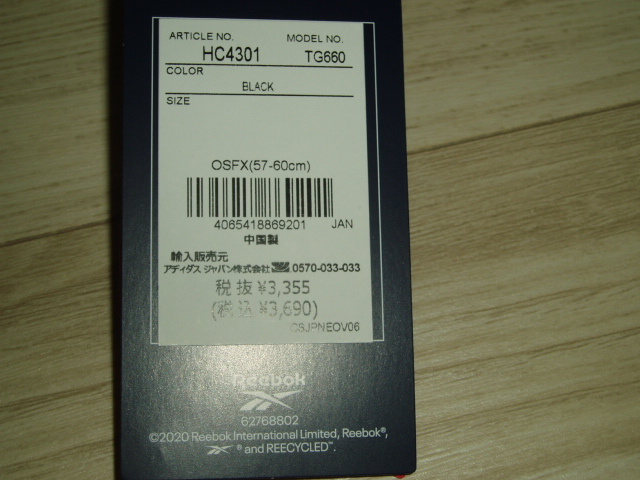 ARTICLE NO. MODEL NO.
HC4301 TG660
COLOR
BLACK
SIZE
OSFX(57-60cm)
4065418869201 JAN
中国製
輸入販売元
アディダス ジャパン株式会社 0570-033-033
税抜 ¥3,355
(税込 ¥3,690)
CSJPNEOV06
Reebok
62768802
©2020 Reebok International Limited, Reebok®,
® and REECYCLED™.